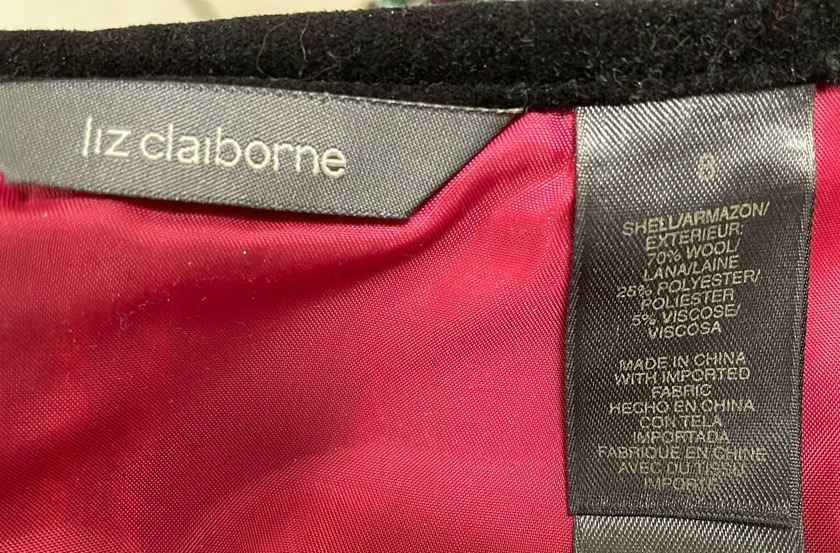 liz claiborne
8
SHELL/ARMAZON/
EXTERIEUR:
70% WOOL/
LANA/LAINE
25% POLYESTER/
POLIESTER
5% VISCOSE/
VISCOSA
MADE IN CHINA
WITH IMPORTED
FABRIC
HECHO EN CHINA
CON TELA
IMPORTADA
FABRIQUE EN CHINE
AVEC DU TISSU
IMPORTE